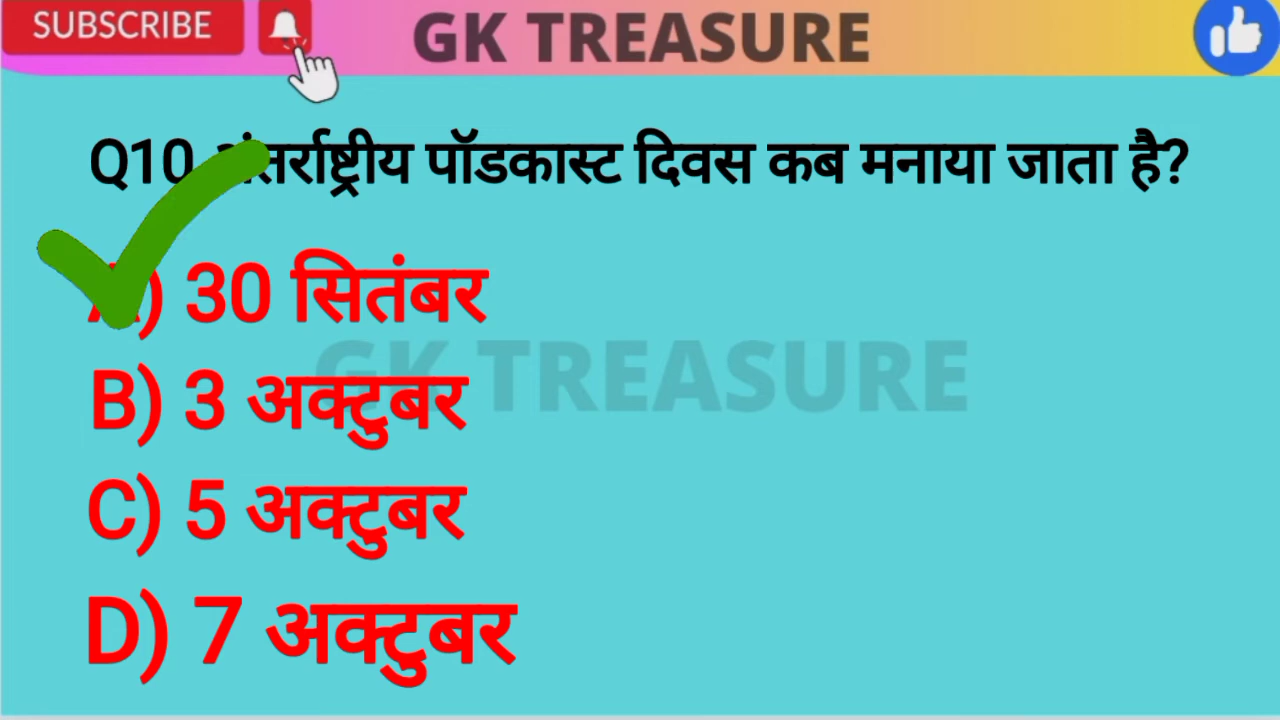 SUBSCRIBE
GK TREASURE
Q10 अंतर्राष्ट्रीय पॉडकास्ट दिवस कब मनाया जाता है?
A) 30 सितंबर
GK TREASURE
B) 3 अक्टुबर
C) 5 अक्टुबर
D) 7 अक्टुबर